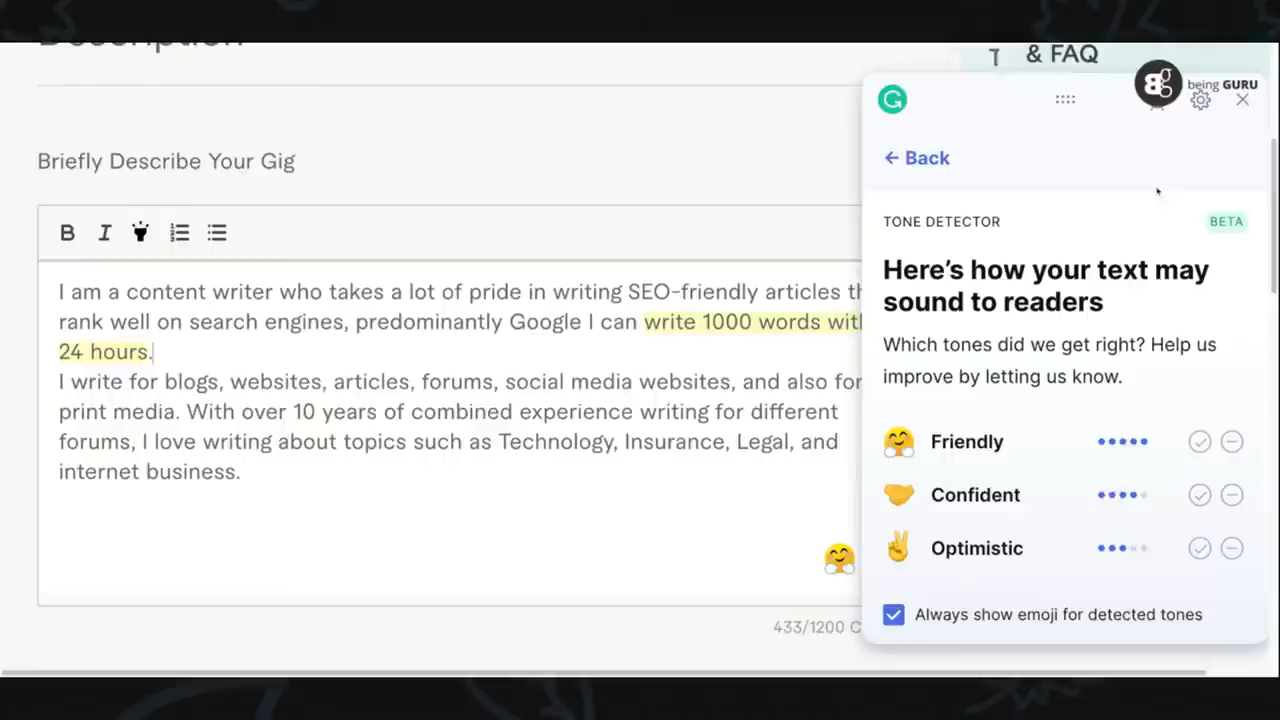 Description
& FAQ
being GURU
Back
Briefly Describe Your Gig
TONE DETECTOR
BETA
B I
Here's how your text may
sound to readers
I am a content writer who takes a lot of pride in writing SEO-friendly articles th
rank well on search engines, predominantly Google I can write 1000 words wit
24 hours.
I write for blogs, websites, articles, forums, social media websites, and also for
print media. With over 10 years of combined experience writing for different
forums, I love writing about topics such as Technology, Insurance, Legal, and
internet business.
Which tones did we get right? Help us
improve by letting us know.
Friendly
Confident
Optimistic
Always show emoji for detected tones
433/1200 C